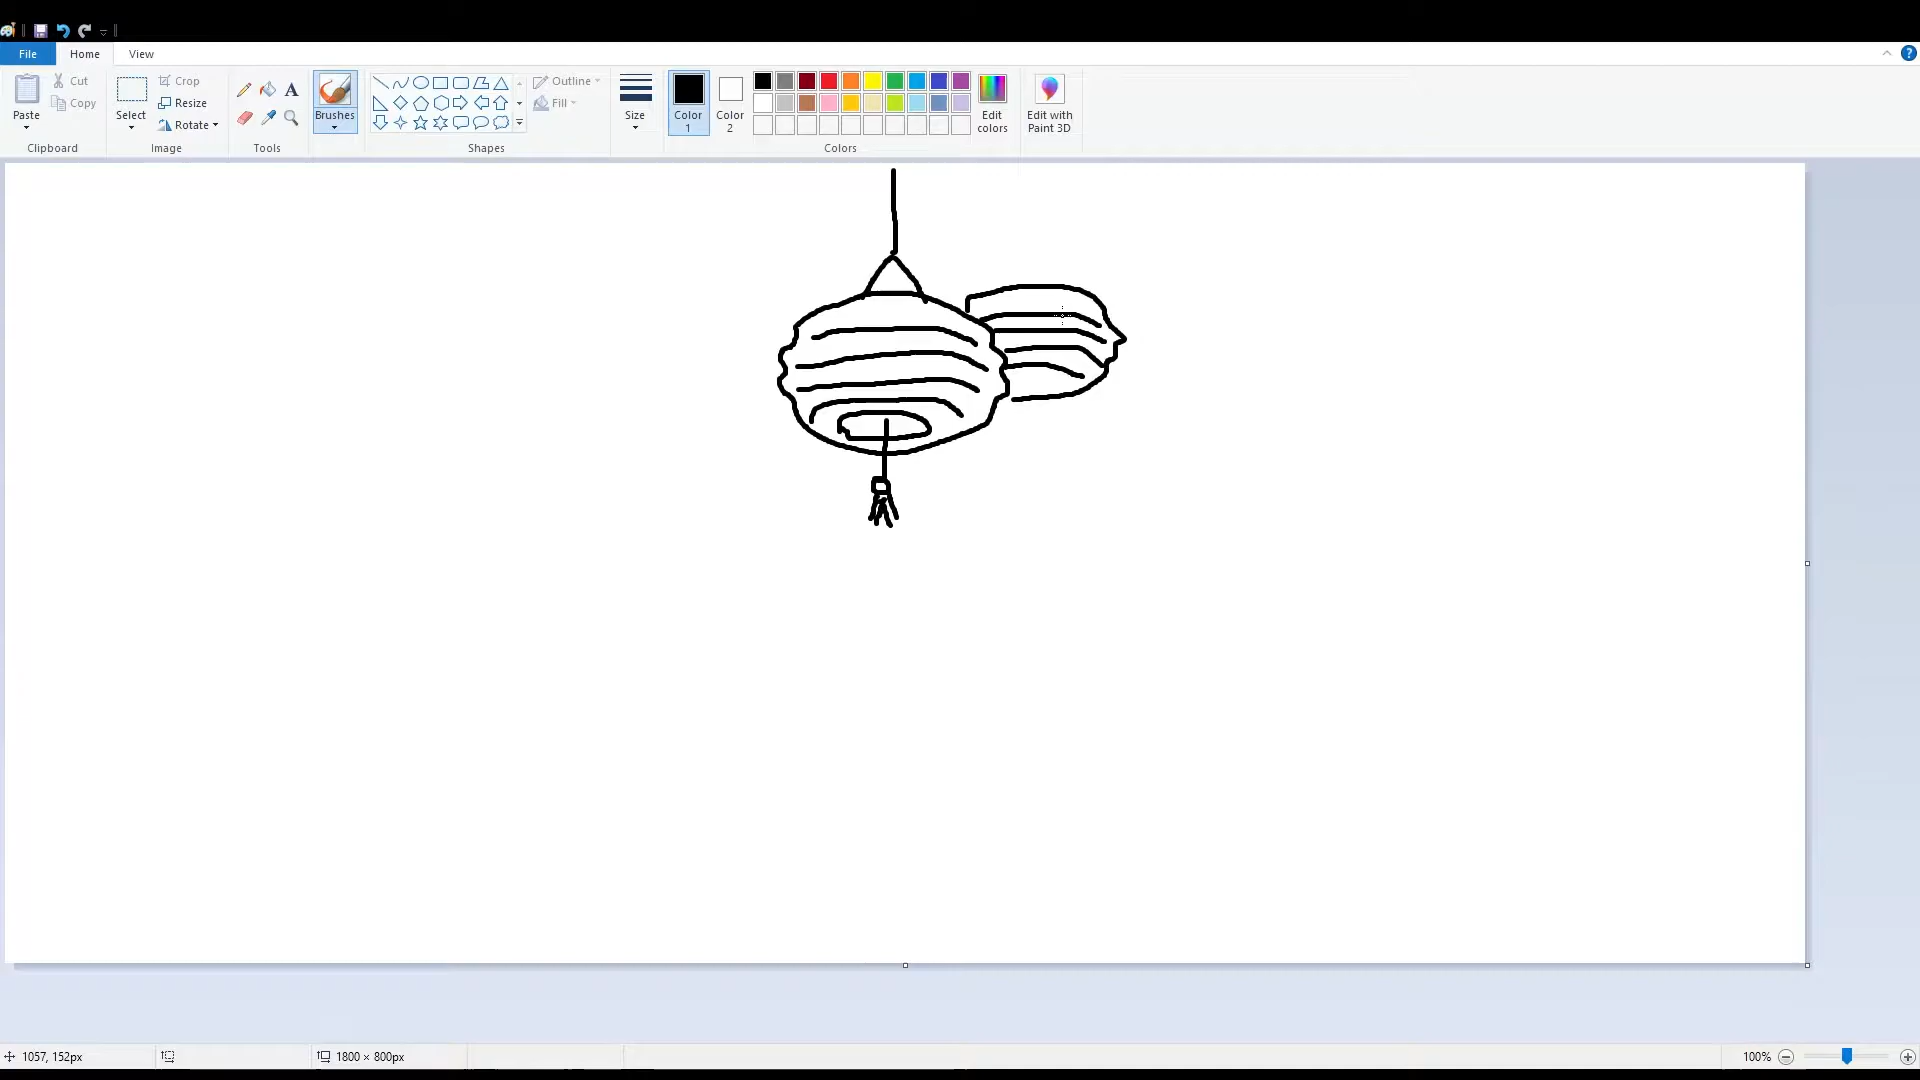 File Home View
Paste
Cut
Copy
Clipboard
Select
Crop
Resize
Rotate
Image
A
Tools
Brushes
Outline
Fill
Shapes
Size
Color
1
Color
2
Edit
colors
Colors
Edit with
Paint 3D
?
1057, 152px
1800 × 800px
100%